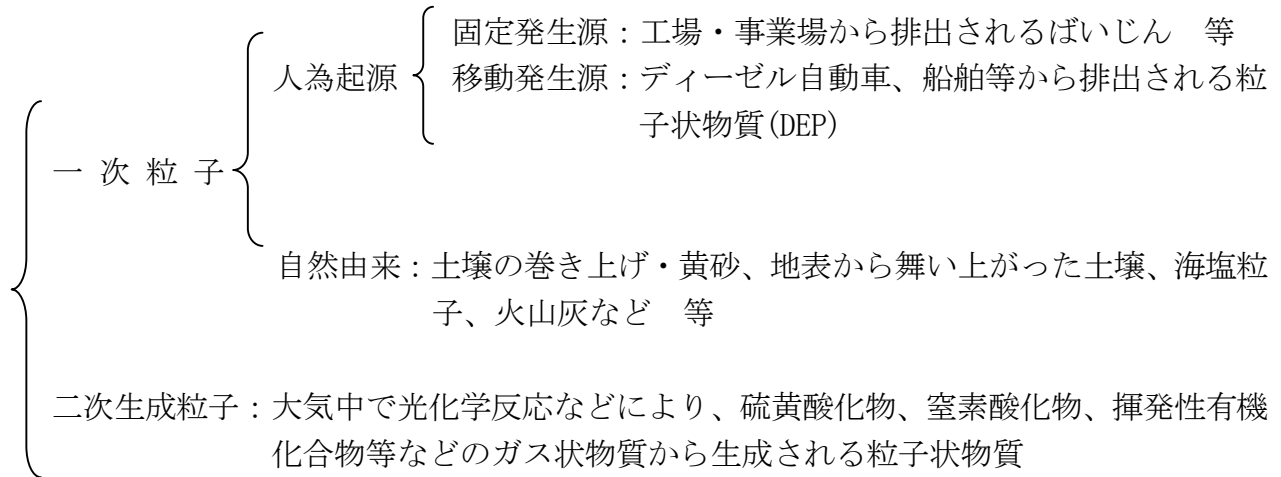 固定発生源：工場・事業場から排出されるばいじん　等
人為起源
移動発生源：ディーゼル自動車、船舶等から排出される粒
子状物質(DEP)
一 次 粒 子
自然由来：土壌の巻き上げ・黄砂、地表から舞い上がった土壌、海塩粒
子、火山灰など　等
二次生成粒子：大気中で光化学反応などにより、硫黄酸化物、窒素酸化物、揮発性有機
化合物等などのガス状物質から生成される粒子状物質